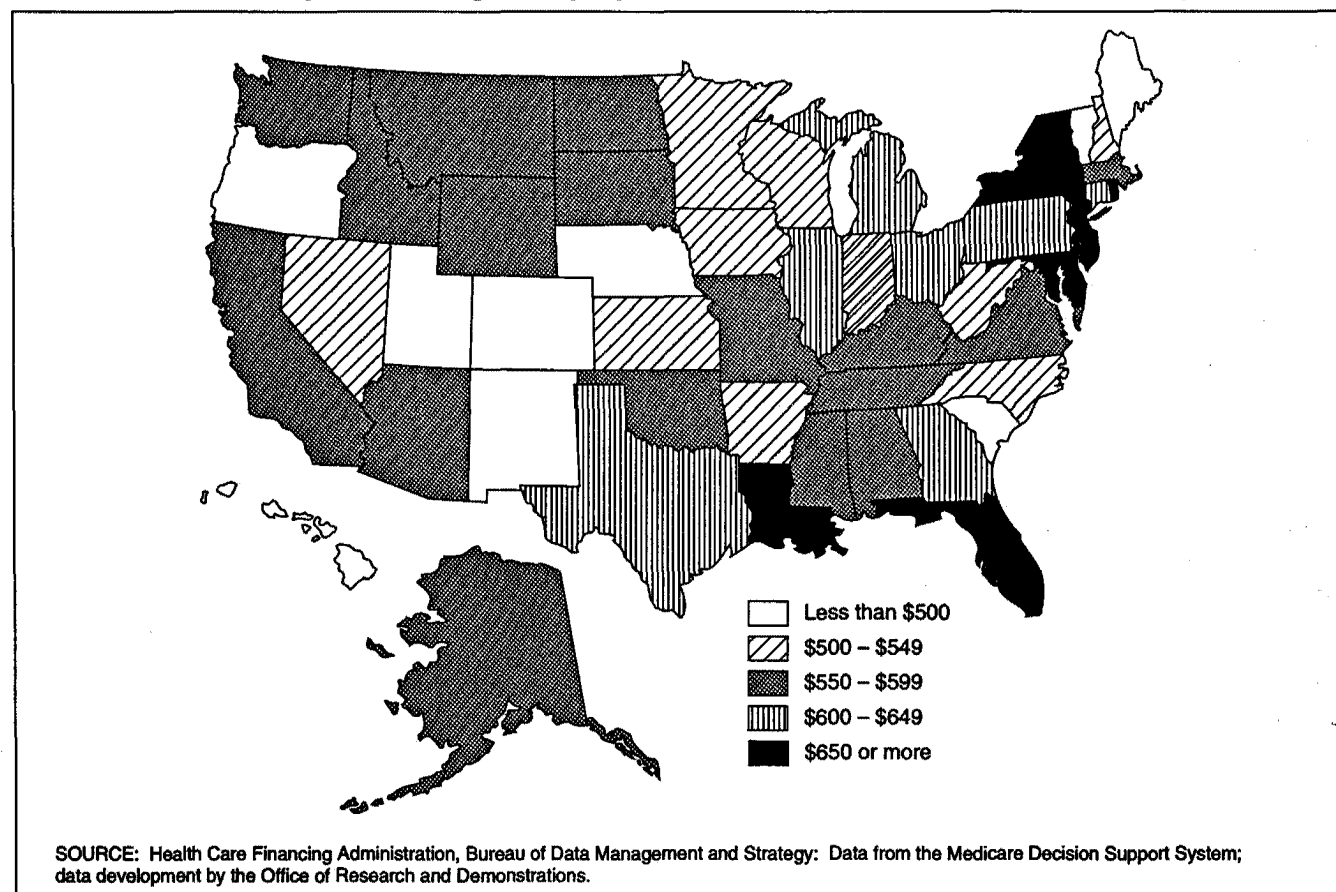 Less than $500
$500 – $549
$550 – $599
$600 – $649
$650 or more
SOURCE: Health Care Financing Administration, Bureau of Data Management and Strategy: Data from the Medicare Decision Support System;
data development by the Office of Research and Demonstrations.